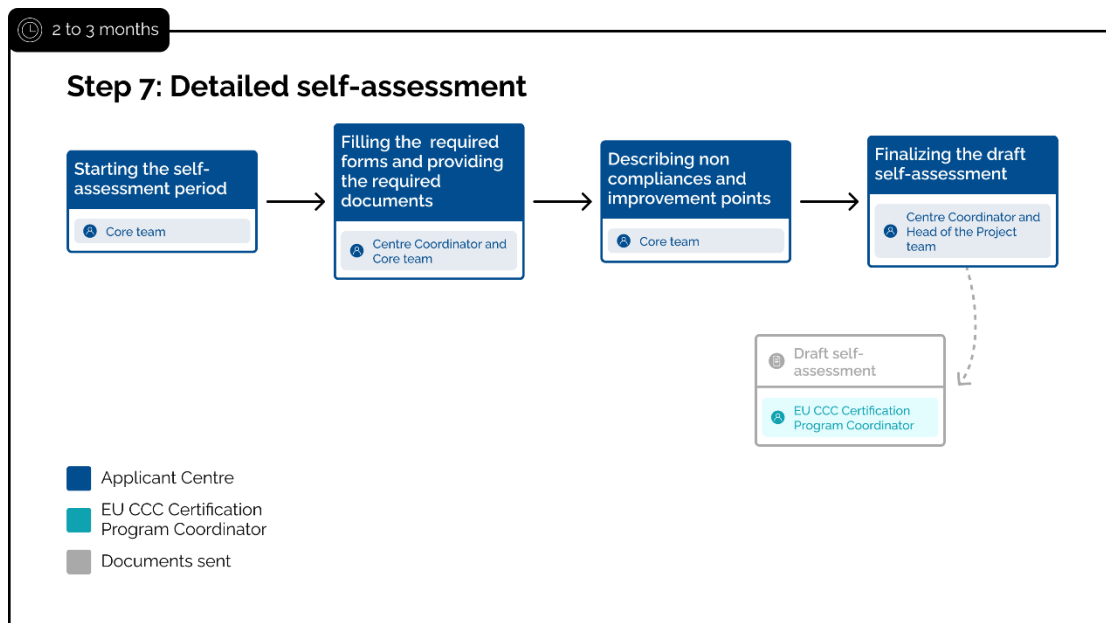 2 to 3 months
Step 7: Detailed self-assessment
Starting the self-
assessment period
Core team
Filling the required
forms and providing
the required
documents
Centre Coordinator and
Core team
Describing non
compliances and
improvement points
Core team
Finalizing the draft
self-assessment
Centre Coordinator and
Head of the Project
team
Draft self-
assessment
EU CCC Certification
Program Coordinator
Applicant Centre
EU CCC Certification
Program Coordinator
Documents sent